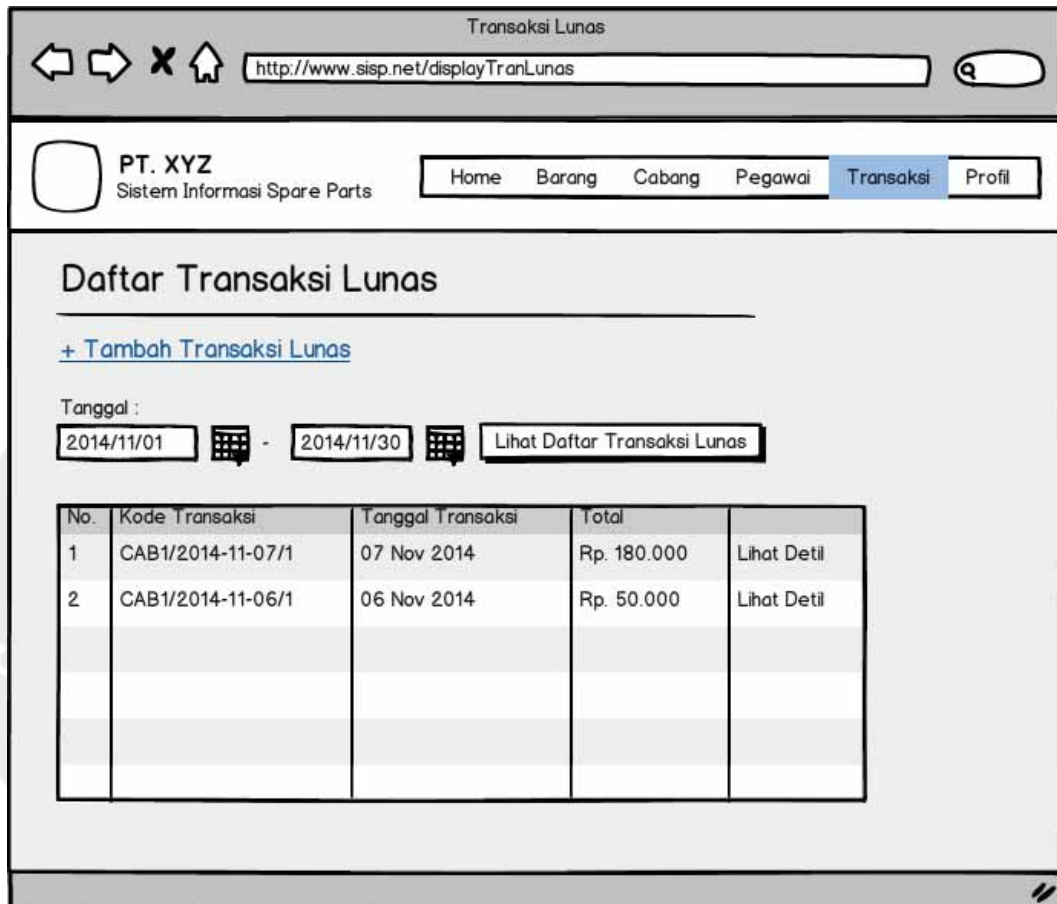 Transaksi Lunas
http://www.sisp.net/displayTranLunas
PT. XYZ
Sistem Informasi Spare Parts
Home Barang Cabang Pegawai Transaksi Profil
Daftar Transaksi Lunas
+ Tambah Transaksi Lunas
Tanggal :
2014/11/01 - 2014/11/30 Lihat Daftar Transaksi Lunas
No. Kode Transaksi Tanggal Transaksi Total
1 CAB1/2014-11-07/1 07 Nov 2014 Rp. 180.000 Lihat Detil
2 CAB1/2014-11-06/1 06 Nov 2014 Rp. 50.000 Lihat Detil